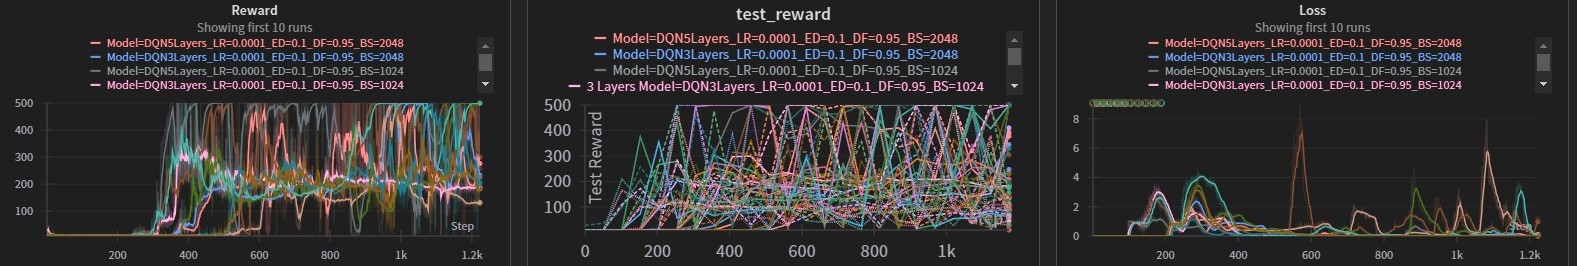 Reward
Showing first 10 runs
Model=DQN5Layers_LR=0.0001_ED=0.1_DF=0.95_BS=2048
Model=DQN3Layers_LR=0.0001_ED=0.1_DF=0.95_BS=2048
Model=DQN5Layers_LR=0.0001_ED=0.1_DF=0.95_BS=1024
Model=DQN3Layers_LR=0.0001_ED=0.1_DF=0.95_BS=1024
500
400
300
200
100
Step
200 400 600 800 1k 1.2k
test_reward
Model=DQN5Layers_LR=0.0001_ED=0.1_DF=0.95_BS=2048
Model=DQN3Layers_LR=0.0001_ED=0.1_DF=0.95_BS=2048
Model=DQN5Layers_LR=0.0001_ED=0.1_DF=0.95_BS=1024
3 Layers Model=DQN3Layers_LR=0.0001_ED=0.1_DF=0.95_BS=1024
Test Reward
500
400
300
200
100
0 200 400 600 800 1k
Loss
Showing first 10 runs
Model=DQN5Layers_LR=0.0001_ED=0.1_DF=0.95_BS=2048
Model=DQN3Layers_LR=0.0001_ED=0.1_DF=0.95_BS=2048
Model=DQN5Layers_LR=0.0001_ED=0.1_DF=0.95_BS=1024
Model=DQN3Layers_LR=0.0001_ED=0.1_DF=0.95_BS=1024
8
6
4
2
0
Step
200 400 600 800 1k 1.2k